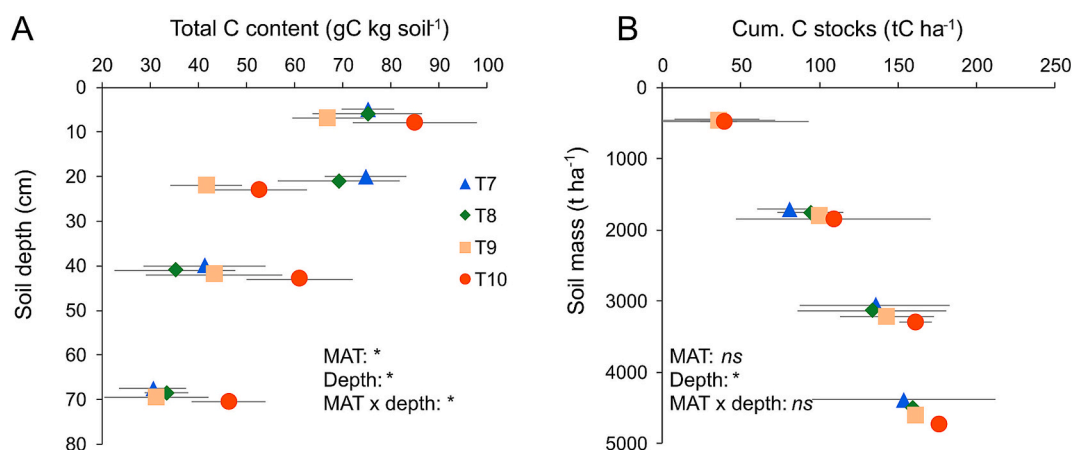 A
Total C content (gC kg soil⁻¹)
20 30 40 50 60 70 80 90 100
0
10
20
30
40
50
60
70
80
Soil depth (cm)
T7
T8
T9
T10
MAT: *
Depth: *
MAT x depth: *
B
Cum. C stocks (tC ha⁻¹)
0 50 100 150 200 250
0
1000
2000
3000
4000
5000
Soil mass (t ha⁻¹)
MAT: ns
Depth: *
MAT x depth: ns